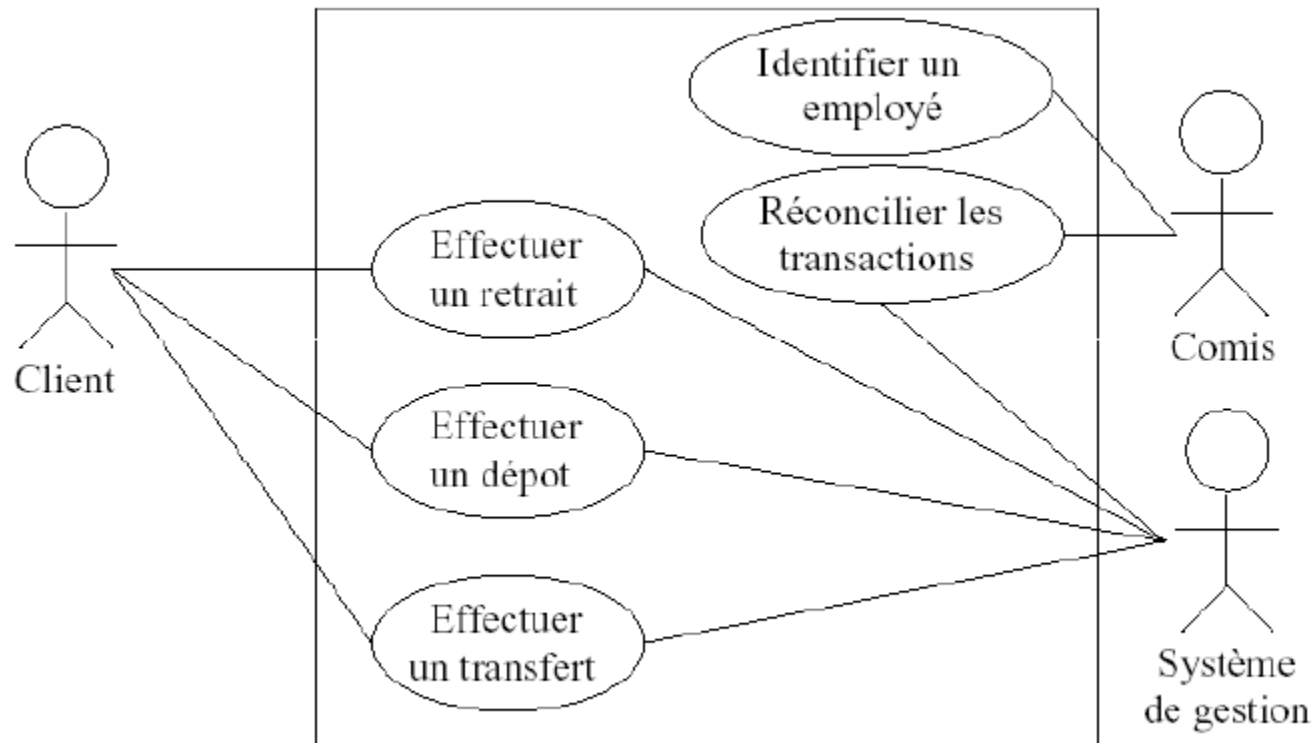 Identifier un
employé
Réconcilier les
transactions
Effectuer
un retrait
Client
Comis
Effectuer
un dépot
Effectuer
un transfert
Système
de gestion